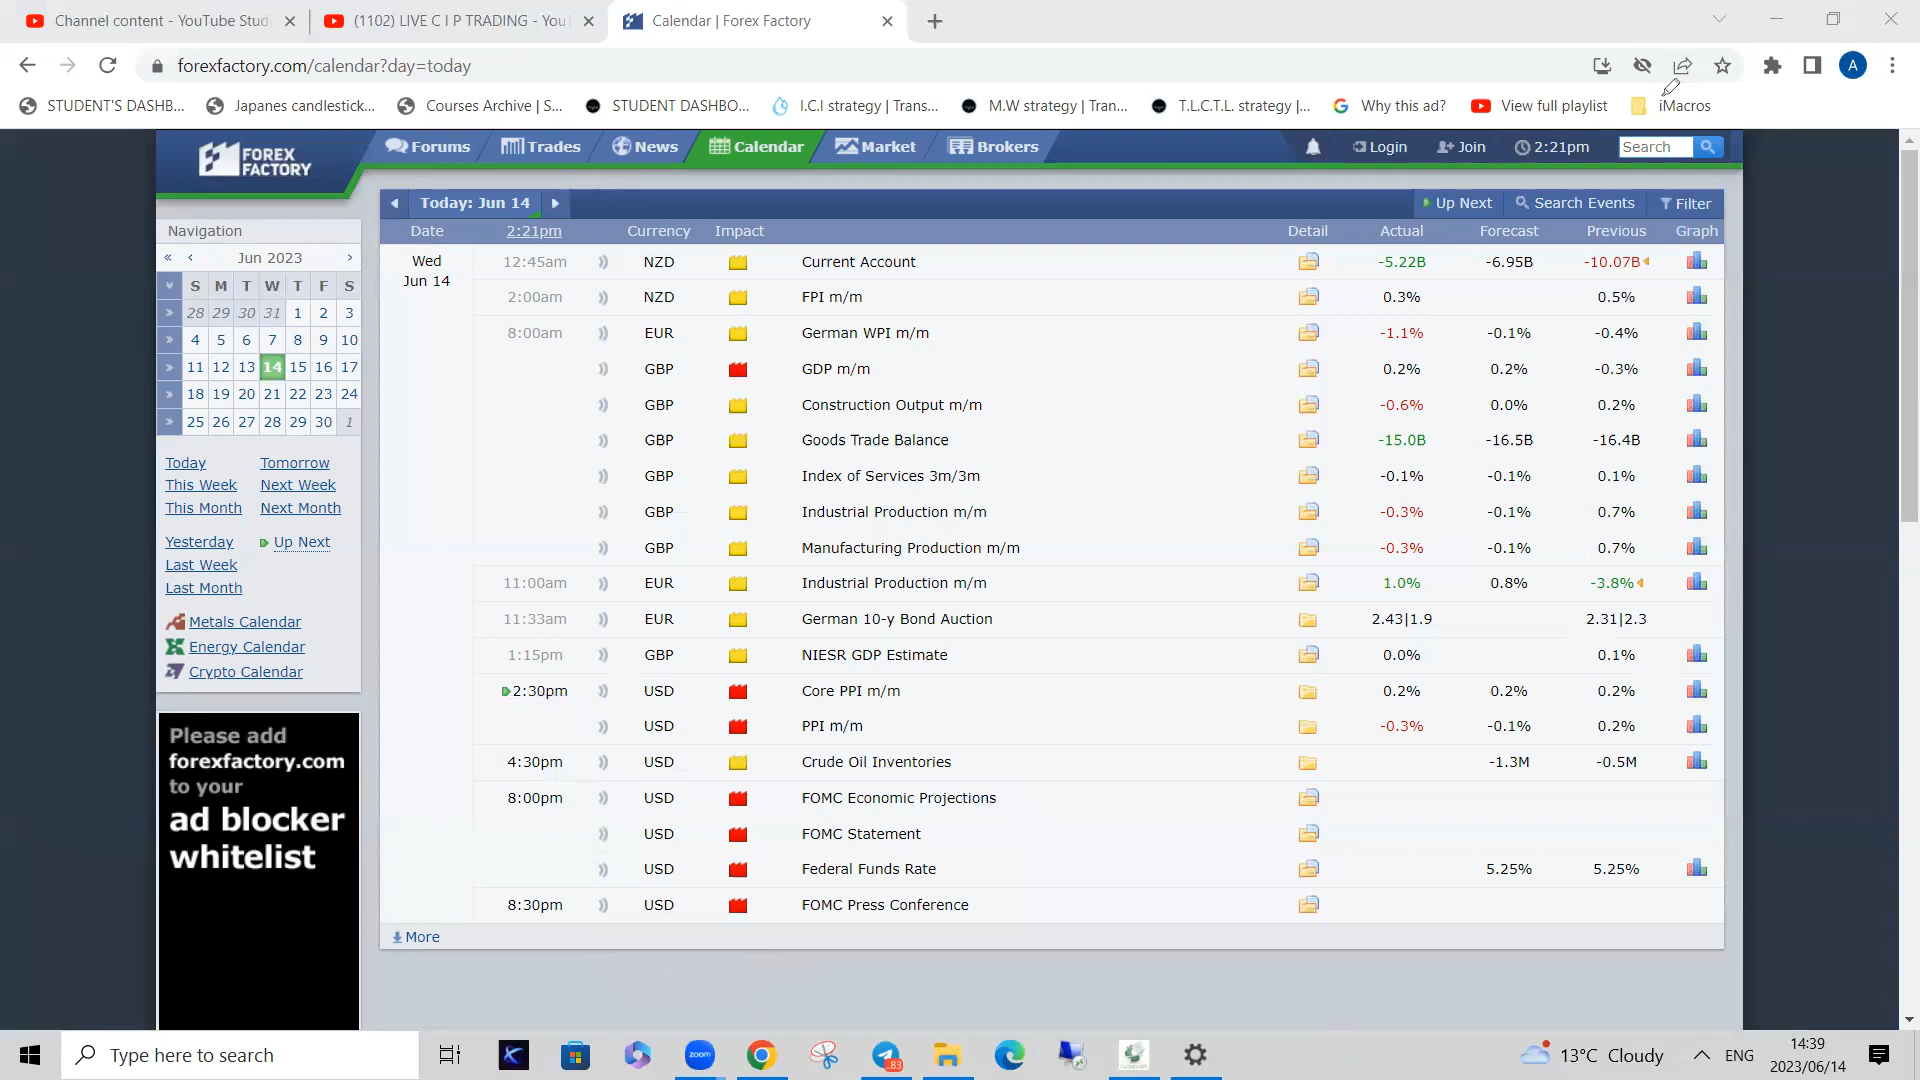 Channel content - YouTube Stud
(1102) LIVE C I P TRADING - You
Calendar | Forex Factory
forexfactory.com/calendar?day=today
A
STUDENT'S DASHB...
Japanes candlestick...
Courses Archive | S...
STUDENT DASHBO...
I.C.I strategy | Trans...
M.W strategy | Tran...
T.L.C.T.L. strategy |...
Why this ad?
View full playlist
iMacros
FOREX FACTORY
Forums Trades News Calendar Market Brokers
Login Join 2:21pm Search
Today: Jun 14 Up Next Search Events Filter
Date 2:21pm Currency Impact Detail Actual Forecast Previous Graph
Wed Jun 14
12:45am NZD Current Account -5.22B -6.95B -10.07B
2:00am NZD FPI m/m 0.3% 0.5%
8:00am EUR German WPI m/m -1.1% -0.1% -0.4%
GBP GDP m/m 0.2% 0.2% -0.3%
GBP Construction Output m/m -0.6% 0.0% 0.2%
GBP Goods Trade Balance -15.0B -16.5B -16.4B
GBP Index of Services 3m/3m -0.1% -0.1% 0.1%
GBP Industrial Production m/m -0.3% -0.1% 0.7%
GBP Manufacturing Production m/m -0.3% -0.1% 0.7%
11:00am EUR Industrial Production m/m 1.0% 0.8% -3.8%
11:33am EUR German 10-y Bond Auction 2.43|1.9 2.31|2.3
1:15pm GBP NIESR GDP Estimate 0.0% 0.1%
2:30pm USD Core PPI m/m 0.2% 0.2% 0.2%
USD PPI m/m -0.3% -0.1% 0.2%
4:30pm USD Crude Oil Inventories -1.3M -0.5M
8:00pm USD FOMC Economic Projections
USD FOMC Statement
USD Federal Funds Rate 5.25% 5.25%
8:30pm USD FOMC Press Conference
More
Navigation
« ‹ Jun 2023 ›
S M T W T F S
» 28 29 30 31 1 2 3
» 4 5 6 7 8 9 10
» 11 12 13 14 15 16 17
» 18 19 20 21 22 23 24
» 25 26 27 28 29 30 1
Today Tomorrow
This Week Next Week
This Month Next Month
Yesterday Up Next
Last Week
Last Month
Metals Calendar
Energy Calendar
Crypto Calendar
Please add
forexfactory.com
to your
ad blocker
whitelist
Type here to search
zoom
83
13°C Cloudy
ENG
14:39
2023/06/14